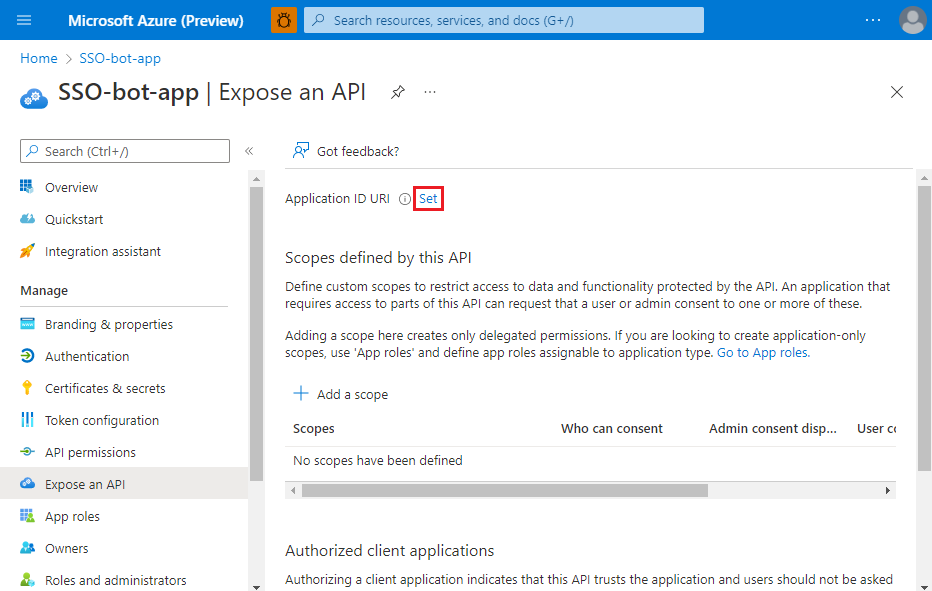 Microsoft Azure (Preview)
Search resources, services, and docs (G+/)
Home > SSO-bot-app
SSO-bot-app | Expose an API
Search (Ctrl+/)
Overview
Quickstart
Integration assistant
Manage
Branding & properties
Authentication
Certificates & secrets
Token configuration
API permissions
Expose an API
App roles
Owners
Roles and administrators
Got feedback?
Application ID URI Set
Scopes defined by this API
Define custom scopes to restrict access to data and functionality protected by the API. An application that
requires access to parts of this API can request that a user or admin consent to one or more of these.
Adding a scope here creates only delegated permissions. If you are looking to create application-only
scopes, use 'App roles' and define app roles assignable to application type. Go to App roles.
Add a scope
Scopes Who can consent Admin consent disp... User co
No scopes have been defined
Authorized client applications
Authorizing a client application indicates that this API trusts the application and users should not be asked